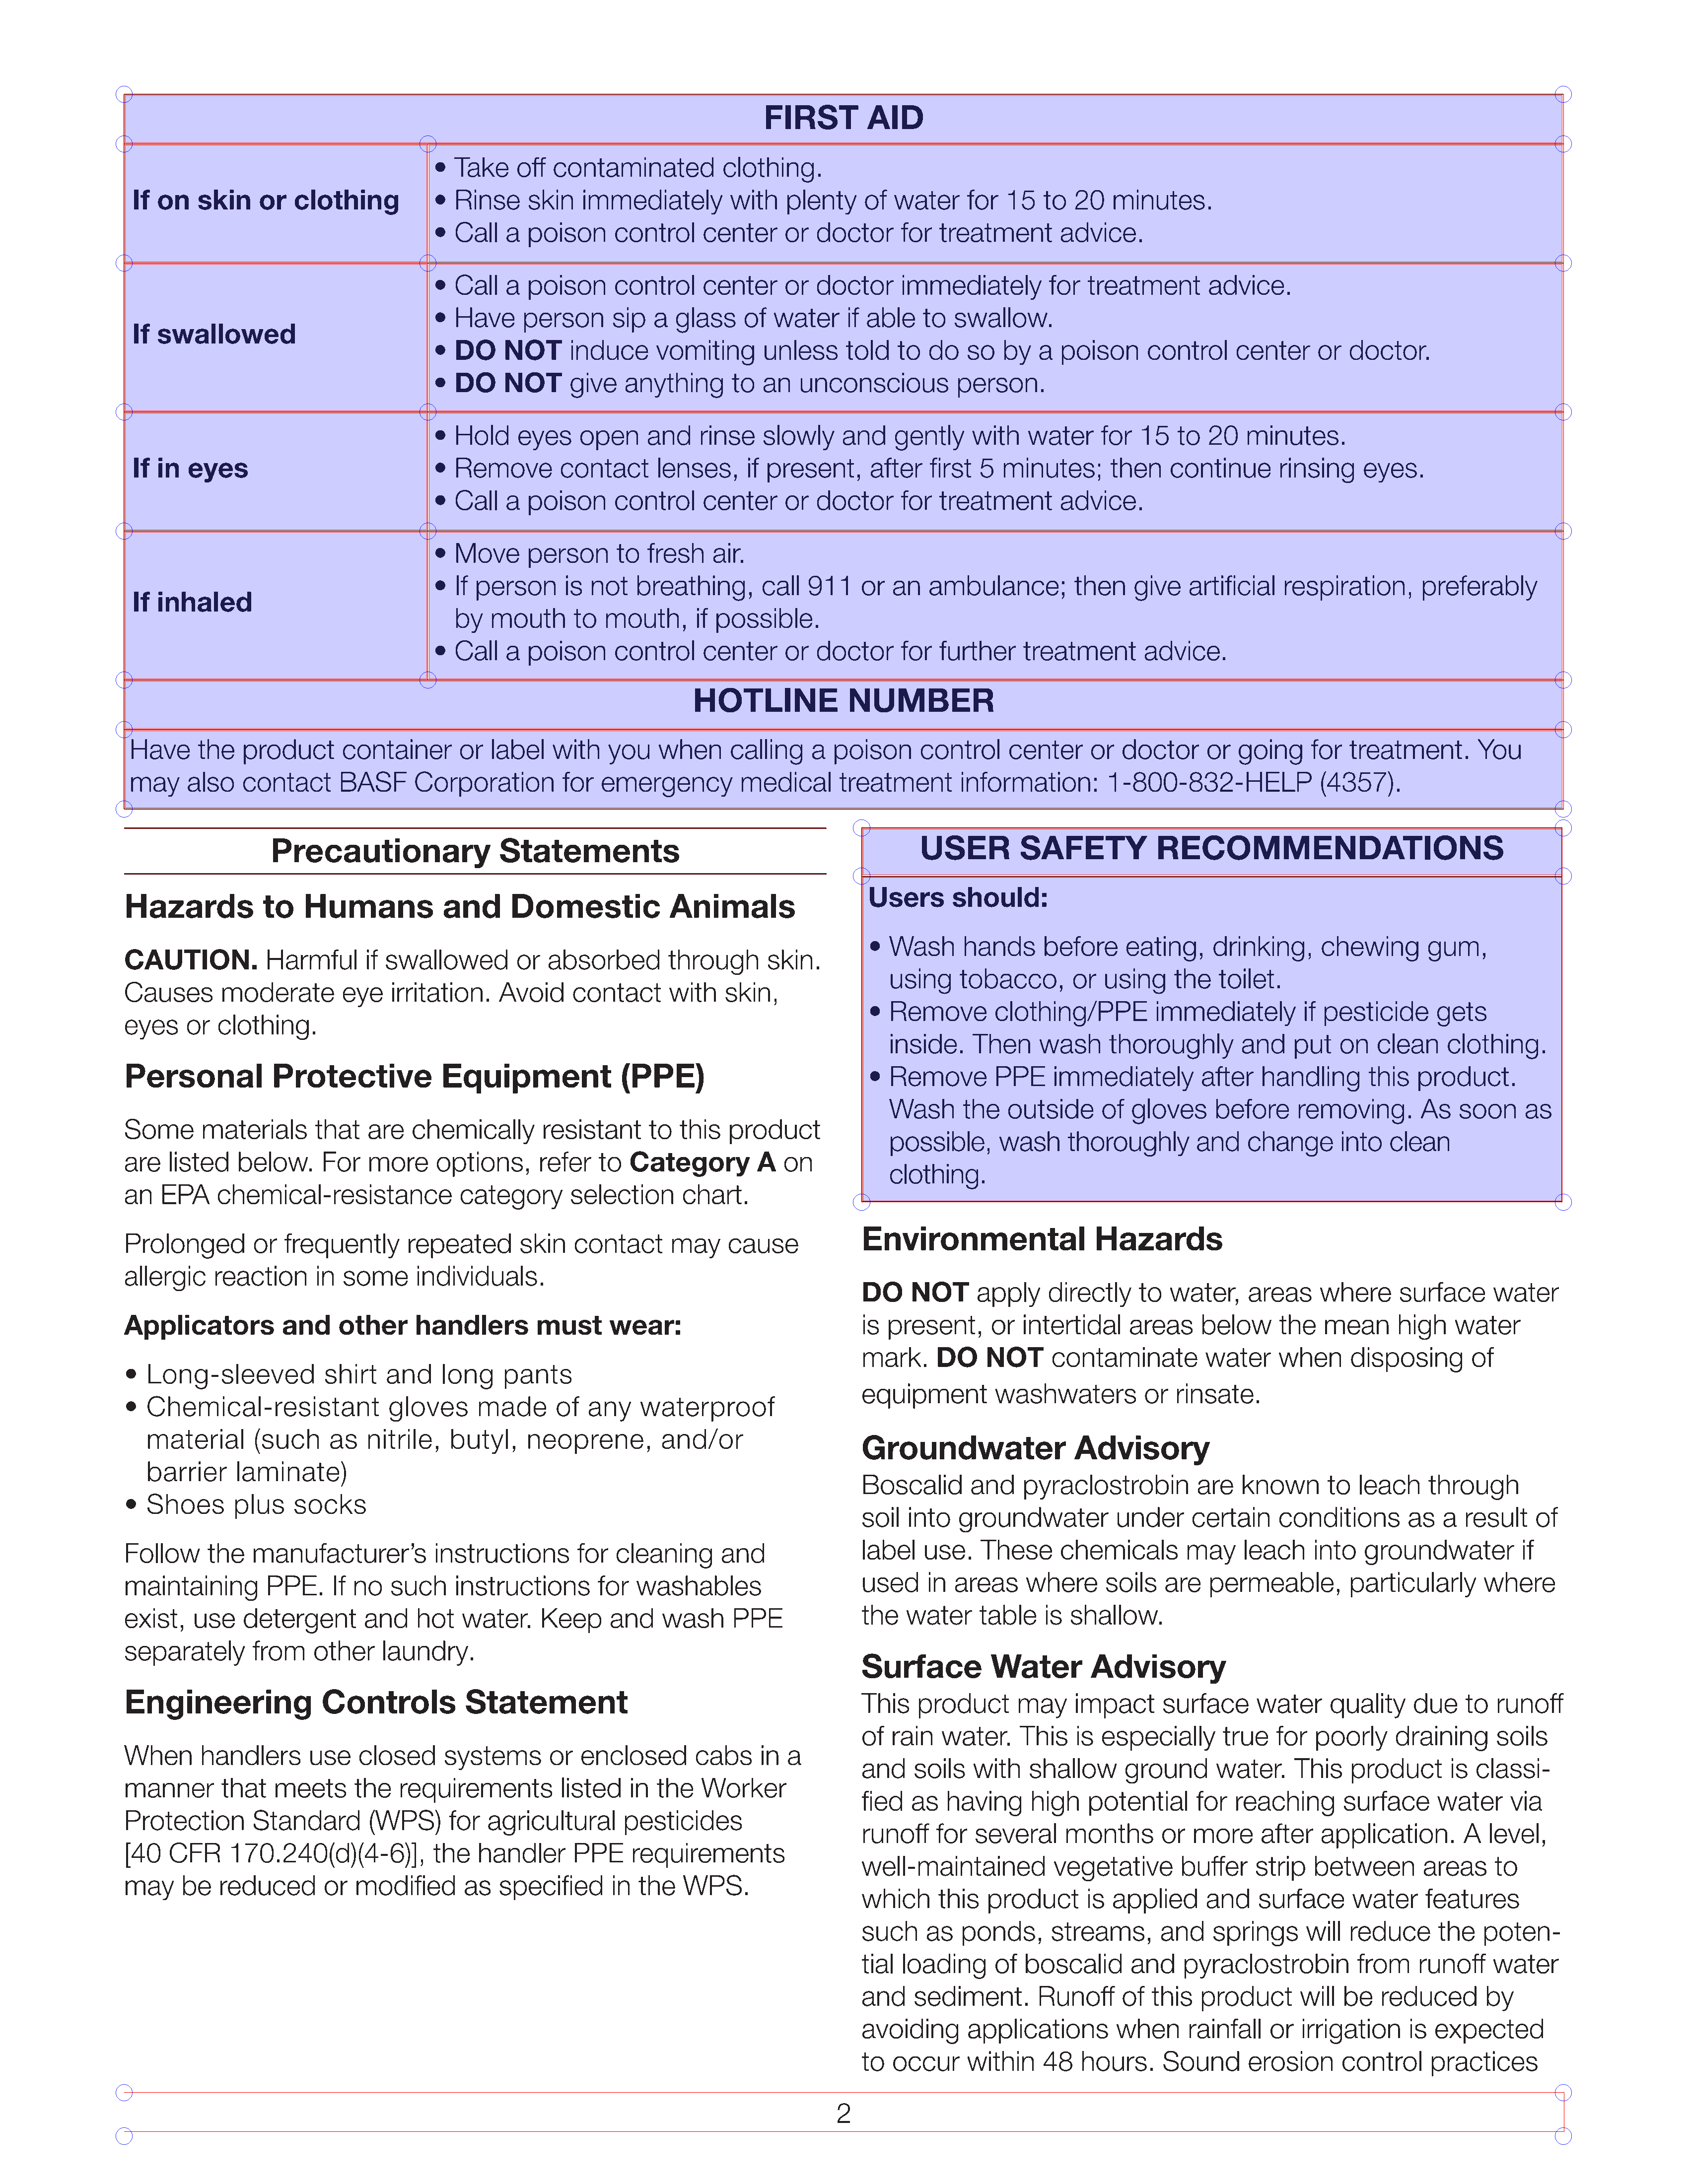 FIRST AID
If on skin or clothing
• Take off contaminated clothing.
• Rinse skin immediately with plenty of water for 15 to 20 minutes.
• Call a poison control center or doctor for treatment advice.
If swallowed
• Call a poison control center or doctor immediately for treatment advice.
• Have person sip a glass of water if able to swallow.
• DO NOT induce vomiting unless told to do so by a poison control center or doctor.
• DO NOT give anything to an unconscious person.
If in eyes
• Hold eyes open and rinse slowly and gently with water for 15 to 20 minutes.
• Remove contact lenses, if present, after first 5 minutes; then continue rinsing eyes.
• Call a poison control center or doctor for treatment advice.
If inhaled
• Move person to fresh air.
• If person is not breathing, call 911 or an ambulance; then give artificial respiration, preferably
by mouth to mouth, if possible.
• Call a poison control center or doctor for further treatment advice.
HOTLINE NUMBER
Have the product container or label with you when calling a poison control center or doctor or going for treatment. You
may also contact BASF Corporation for emergency medical treatment information: 1-800-832-HELP (4357).
Precautionary Statements
Hazards to Humans and Domestic Animals
CAUTION. Harmful if swallowed or absorbed through skin.
Causes moderate eye irritation. Avoid contact with skin,
eyes or clothing.
Personal Protective Equipment (PPE)
Some materials that are chemically resistant to this product
are listed below. For more options, refer to Category A on
an EPA chemical-resistance category selection chart.
Prolonged or frequently repeated skin contact may cause
allergic reaction in some individuals.
Applicators and other handlers must wear:
• Long-sleeved shirt and long pants
• Chemical-resistant gloves made of any waterproof
material (such as nitrile, butyl, neoprene, and/or
barrier laminate)
• Shoes plus socks
Follow the manufacturer’s instructions for cleaning and
maintaining PPE. If no such instructions for washables
exist, use detergent and hot water. Keep and wash PPE
separately from other laundry.
Engineering Controls Statement
When handlers use closed systems or enclosed cabs in a
manner that meets the requirements listed in the Worker
Protection Standard (WPS) for agricultural pesticides
[40 CFR 170.240(d)(4-6)], the handler PPE requirements
may be reduced or modified as specified in the WPS.
USER SAFETY RECOMMENDATIONS
Users should:
• Wash hands before eating, drinking, chewing gum,
using tobacco, or using the toilet.
• Remove clothing/PPE immediately if pesticide gets
inside. Then wash thoroughly and put on clean clothing.
• Remove PPE immediately after handling this product.
Wash the outside of gloves before removing. As soon as
possible, wash thoroughly and change into clean
clothing.
Environmental Hazards
DO NOT apply directly to water, areas where surface water
is present, or intertidal areas below the mean high water
mark. DO NOT contaminate water when disposing of
equipment washwaters or rinsate.
Groundwater Advisory
Boscalid and pyraclostrobin are known to leach through
soil into groundwater under certain conditions as a result of
label use. These chemicals may leach into groundwater if
used in areas where soils are permeable, particularly where
the water table is shallow.
Surface Water Advisory
This product may impact surface water quality due to runoff
of rain water. This is especially true for poorly draining soils
and soils with shallow ground water. This product is classi-
fied as having high potential for reaching surface water via
runoff for several months or more after application. A level,
well-maintained vegetative buffer strip between areas to
which this product is applied and surface water features
such as ponds, streams, and springs will reduce the poten-
tial loading of boscalid and pyraclostrobin from runoff water
and sediment. Runoff of this product will be reduced by
avoiding applications when rainfall or irrigation is expected
to occur within 48 hours. Sound erosion control practices
2